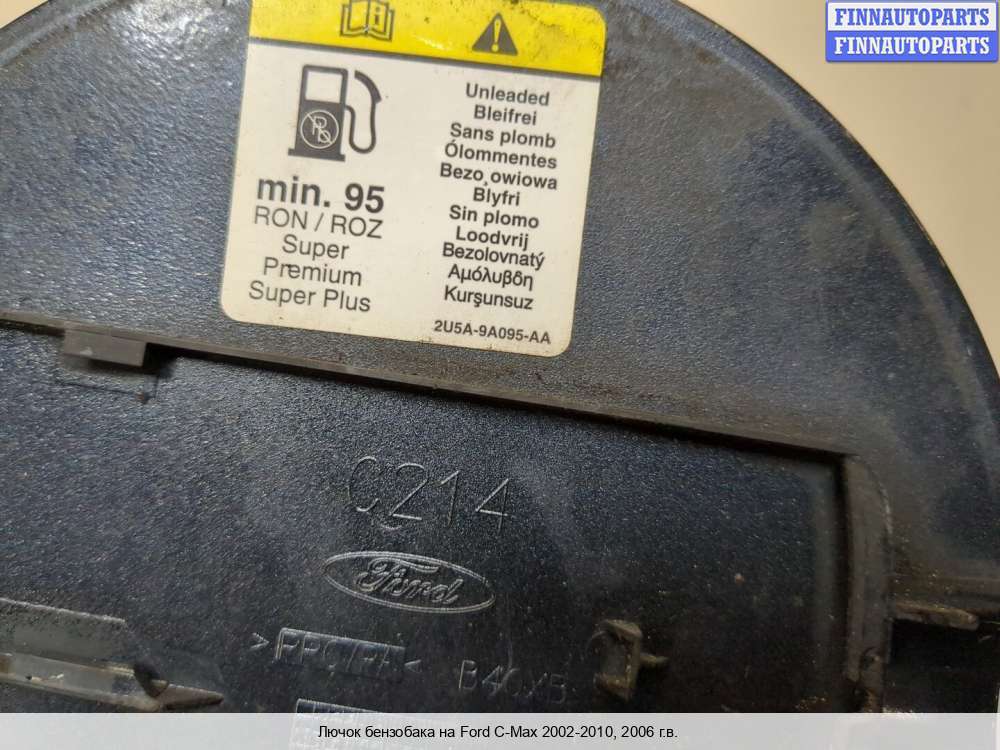 FINNAUTOPARTS
FINNAUTOPARTS
min. 95
RON / ROZ
Super
Premium
Super Plus
Unleaded
Bleifrei
Sans plomb
Ólommentes
Bezo owiowa
Blyfri
Sin plomo
Loodvrij
Bezolovnatý
Αμόλυβδη
Kurşunsuz
2U5A-9A095-AA
C214
Ford
Лючок бензобака на Ford C-Max 2002-2010, 2006 г.в.